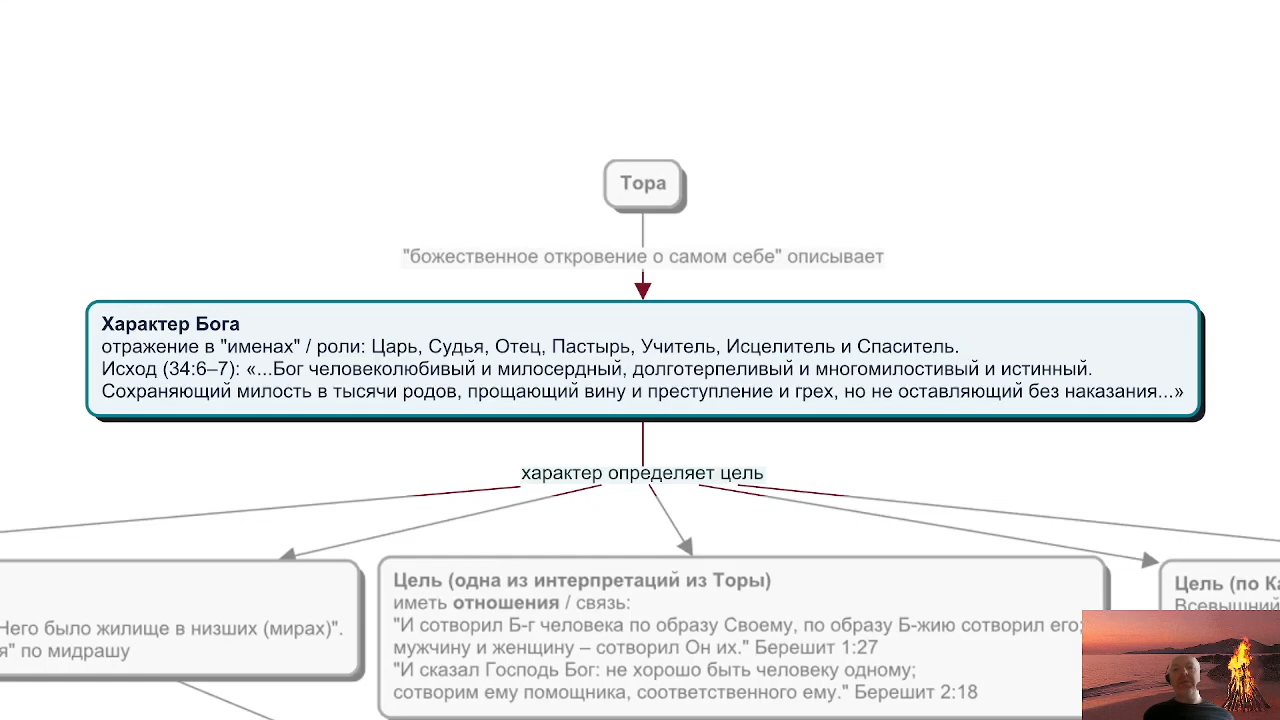 Тора
"божественное откровение о самом себе" описывает
Характер Бога
отражение в "именах" / роли: Царь, Судья, Отец, Пастырь, Учитель, Исцелитель и Спаситель.
Исход (34:6–7): «...Бог человеколюбивый и милосердный, долготерпеливый и многомилостивый и истинный.
Сохраняющий милость в тысячи родов, прощающий вину и преступление и грех, но не оставляющий без наказания...»
характер определяет цель
Него было жилище в низших (мирах)".
я" по мидрашу
Цель (одна из интерпретаций из Торы)
иметь отношения / связь:
"И сотворил Б-г человека по образу Своему, по образу Б-жию сотворил его;
мужчину и женщину – сотворил Он их." Берешит 1:27
"И сказал Господь Бог: не хорошо быть человеку одному;
сотворим ему помощника, соответственного ему." Берешит 2:18
Цель (по Ка
Всевышний